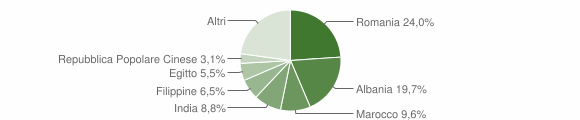 Altri
Romania 24,0%
Repubblica Popolare Cinese 3,1%
Egitto 5,5%
Filippine 6,5%
Albania 19,7%
India 8,8%
Marocco 9,6%